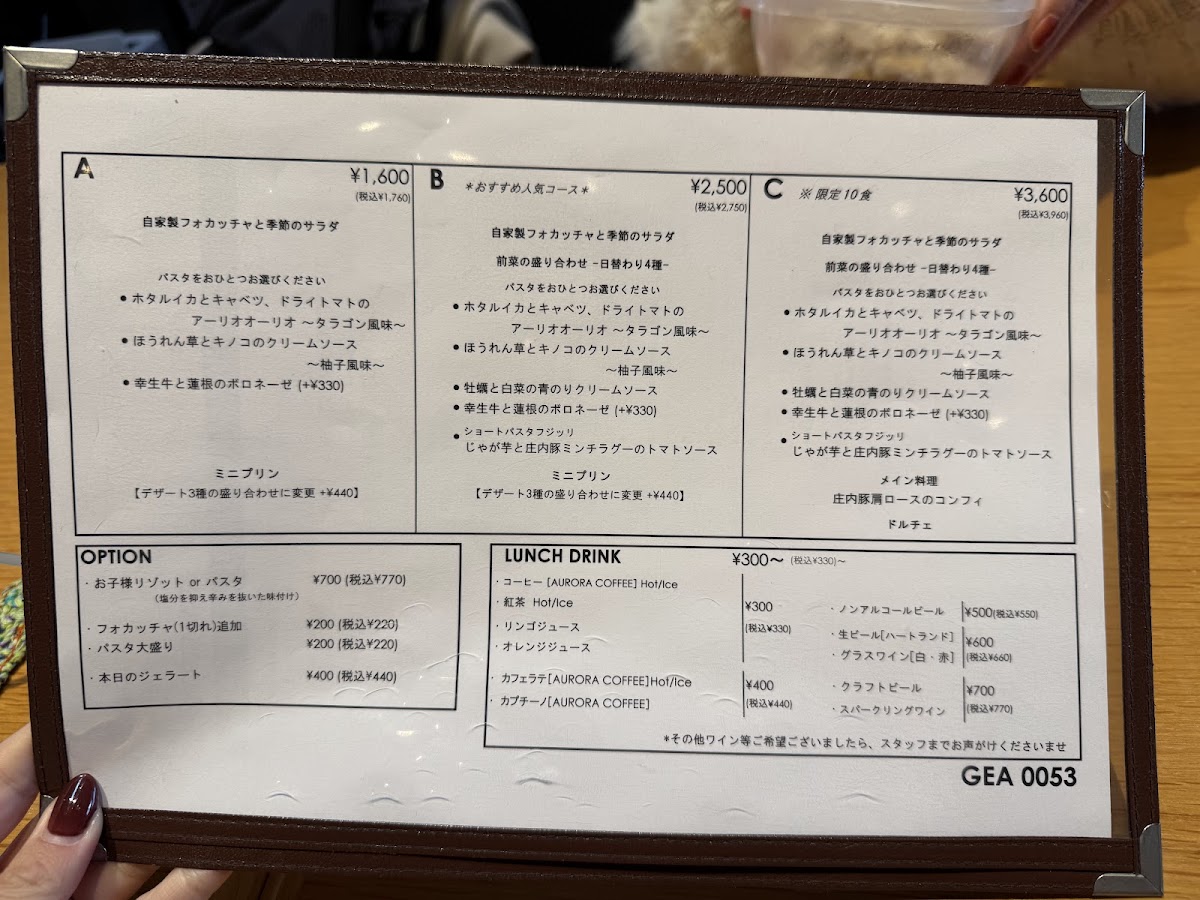 A
¥1,600
(税込¥1,760)
自家製フォカッチャと季節のサラダ
パスタをおひとつお選びください
● ホタルイカとキャベツ、ドライトマトの
アーリオオーリオ 〜タラゴン風味〜
● ほうれん草とキノコのクリームソース
〜柚子風味〜
● 幸生牛と蓮根のボロネーゼ (+¥330)
ミニプリン
【デザート3種の盛り合わせに変更 +¥440】
B
*おすすめ人気コース*
¥2,500
(税込¥2,750)
自家製フォカッチャと季節のサラダ
前菜の盛り合わせ -日替わり4種-
パスタをおひとつお選びください
● ホタルイカとキャベツ、ドライトマトの
アーリオオーリオ 〜タラゴン風味〜
● ほうれん草とキノコのクリームソース
〜柚子風味〜
● 牡蠣と白菜の青のりクリームソース
● 幸生牛と蓮根のボロネーゼ (+¥330)
● ショートパスタフジッリ
じゃが芋と庄内豚ミンチラグーのトマトソース
ミニプリン
【デザート3種の盛り合わせに変更 +¥440】
C
※ 限定10食
¥3,600
(税込¥3,960)
自家製フォカッチャと季節のサラダ
前菜の盛り合わせ -日替わり4種-
パスタをおひとつお選びください
● ホタルイカとキャベツ、ドライトマトの
アーリオオーリオ 〜タラゴン風味〜
● ほうれん草とキノコのクリームソース
〜柚子風味〜
● 牡蠣と白菜の青のりクリームソース
● 幸生牛と蓮根のボロネーゼ (+¥330)
● ショートパスタフジッリ
じゃが芋と庄内豚ミンチラグーのトマトソース
メイン料理
庄内豚肩ロースのコンフィ
ドルチェ
OPTION
・お子様リゾット or パスタ ¥700 (税込¥770)
(塩分を抑え辛みを抜いた味付け)
・フォカッチャ(1切れ)追加 ¥200 (税込¥220)
・パスタ大盛り ¥200 (税込¥220)
・本日のジェラート ¥400 (税込¥440)
LUNCH DRINK ¥300〜 (税込¥330)〜
・コーヒー [AURORA COFFEE] Hot/Ice
・紅茶 Hot/Ice
・リンゴジュース
・オレンジジュース
¥300
(税込¥330)
・カフェラテ[AURORA COFFEE]Hot/Ice
・カプチーノ[AURORA COFFEE]
¥400
(税込¥440)
・ノンアルコールビール ¥500(税込¥550)
・生ビール[ハートランド]
・グラスワイン[白・赤]
¥600
(税込¥660)
・クラフトビール
・スパークリングワイン
¥700
(税込¥770)
*その他ワイン等ご希望ございましたら、スタッフまでお声がけくださいませ
GEA 0053